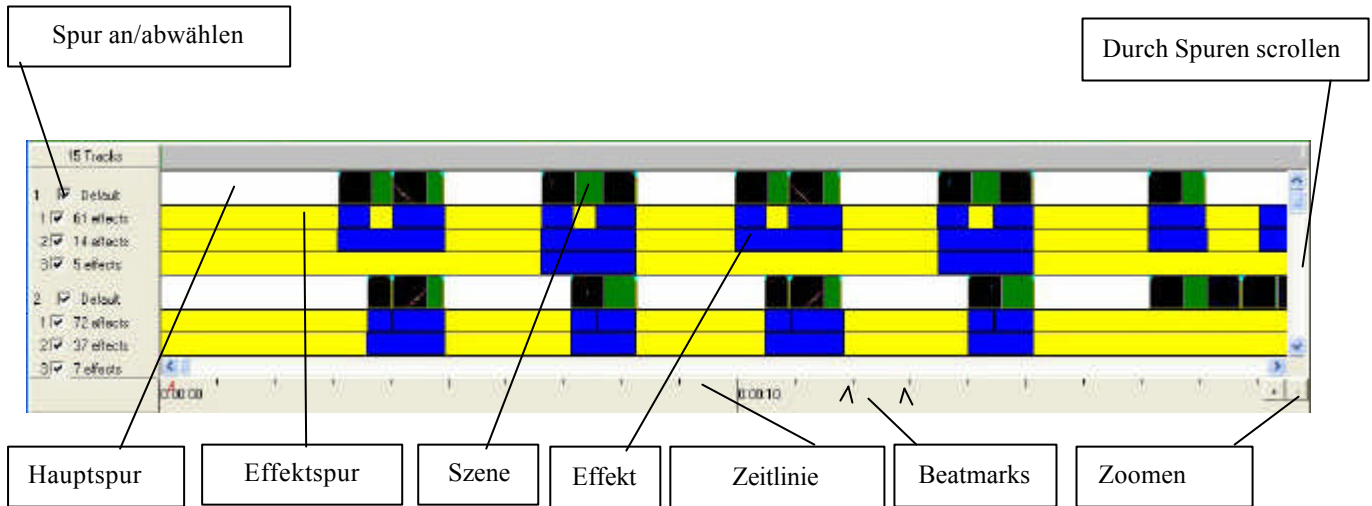 Spur an/abwählen
Durch Spuren scrollen
15 Tracks
1 Default
1 61 effects
2 14 effects
3 5 effects
2 Default
1 72 effects
2 37 effects
3 7 effects
0:00:00
0:00:10
+ -
Hauptspur
Effektspur
Szene
Effekt
Zeitlinie
Beatmarks
Zoomen